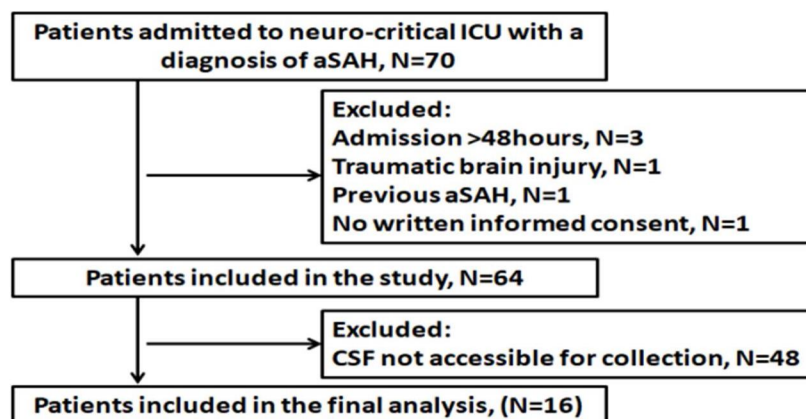 Patients admitted to neuro-critical ICU with a
diagnosis of aSAH, N=70
Excluded:
Admission >48hours, N=3
Traumatic brain injury, N=1
Previous aSAH, N=1
No written informed consent, N=1
Patients included in the study, N=64
Excluded:
CSF not accessible for collection, N=48
Patients included in the final analysis, (N=16)